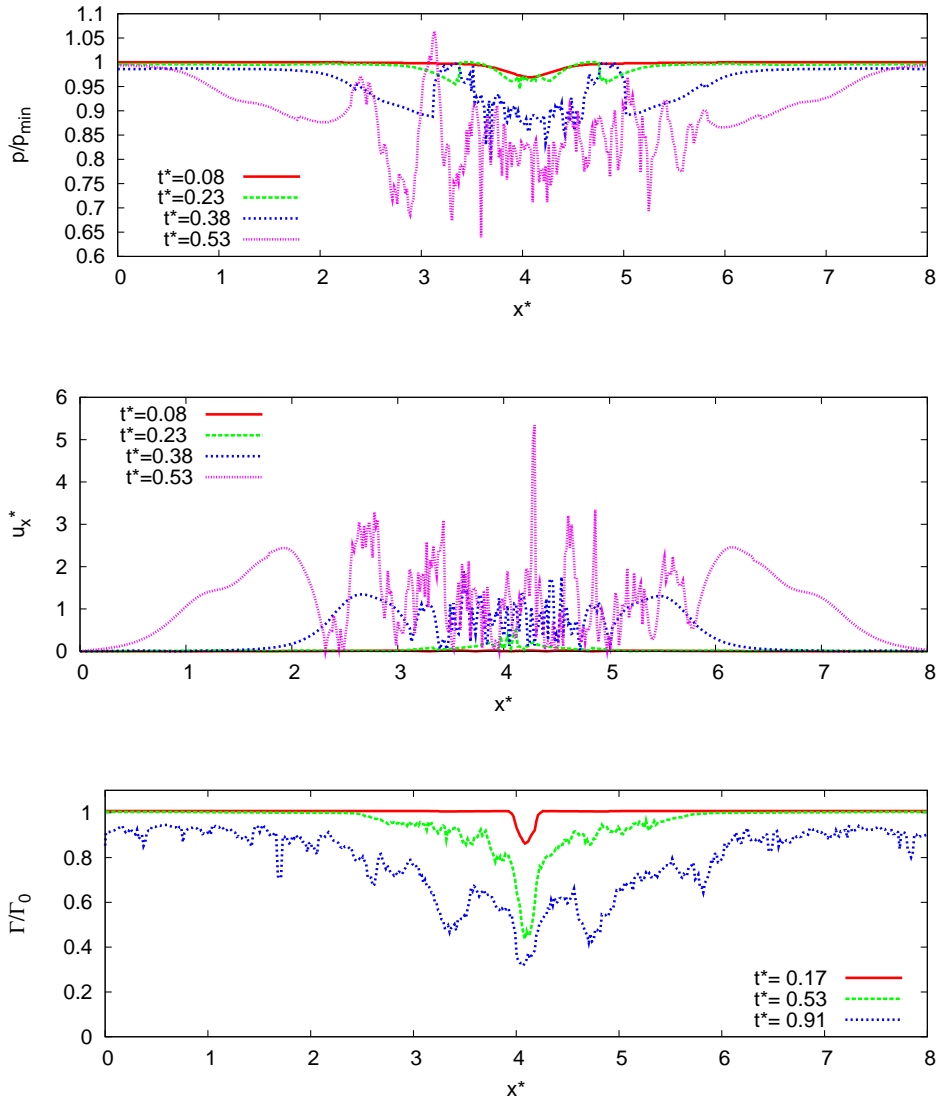 1.1
1.05
1
0.95
0.9
0.85
0.8
0.75
0.7
0.65
0.6
p/p_min
t*=0.08
t*=0.23
t*=0.38
t*=0.53
0 1 2 3 4 5 6 7 8
x*
6
5
4
3
2
1
0
u_x*
t*=0.08
t*=0.23
t*=0.38
t*=0.53
0 1 2 3 4 5 6 7 8
x*
1
0.8
0.6
0.4
0.2
0
Γ/Γ_0
t*= 0.17
t*= 0.53
t*= 0.91
0 1 2 3 4 5 6 7 8
x*